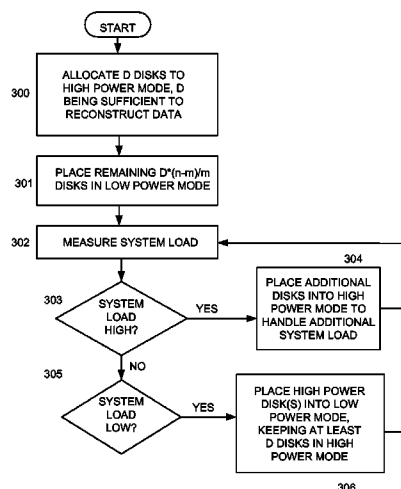 START
300
ALLOCATE D DISKS TO
HIGH POWER MODE, D
BEING SUFFICIENT TO
RECONSTRUCT DATA
301
PLACE REMAINING D*(n-m)/m
DISKS IN LOW POWER MODE
302
MEASURE SYSTEM LOAD
303
SYSTEM
LOAD
HIGH?
YES
304
PLACE ADDITIONAL
DISKS INTO HIGH
POWER MODE TO
HANDLE ADDITIONAL
SYSTEM LOAD
NO
305
SYSTEM
LOAD
LOW?
YES
PLACE HIGH POWER
DISK(S) INTO LOW
POWER MODE,
KEEPING AT LEAST
D DISKS IN HIGH
POWER MODE
306